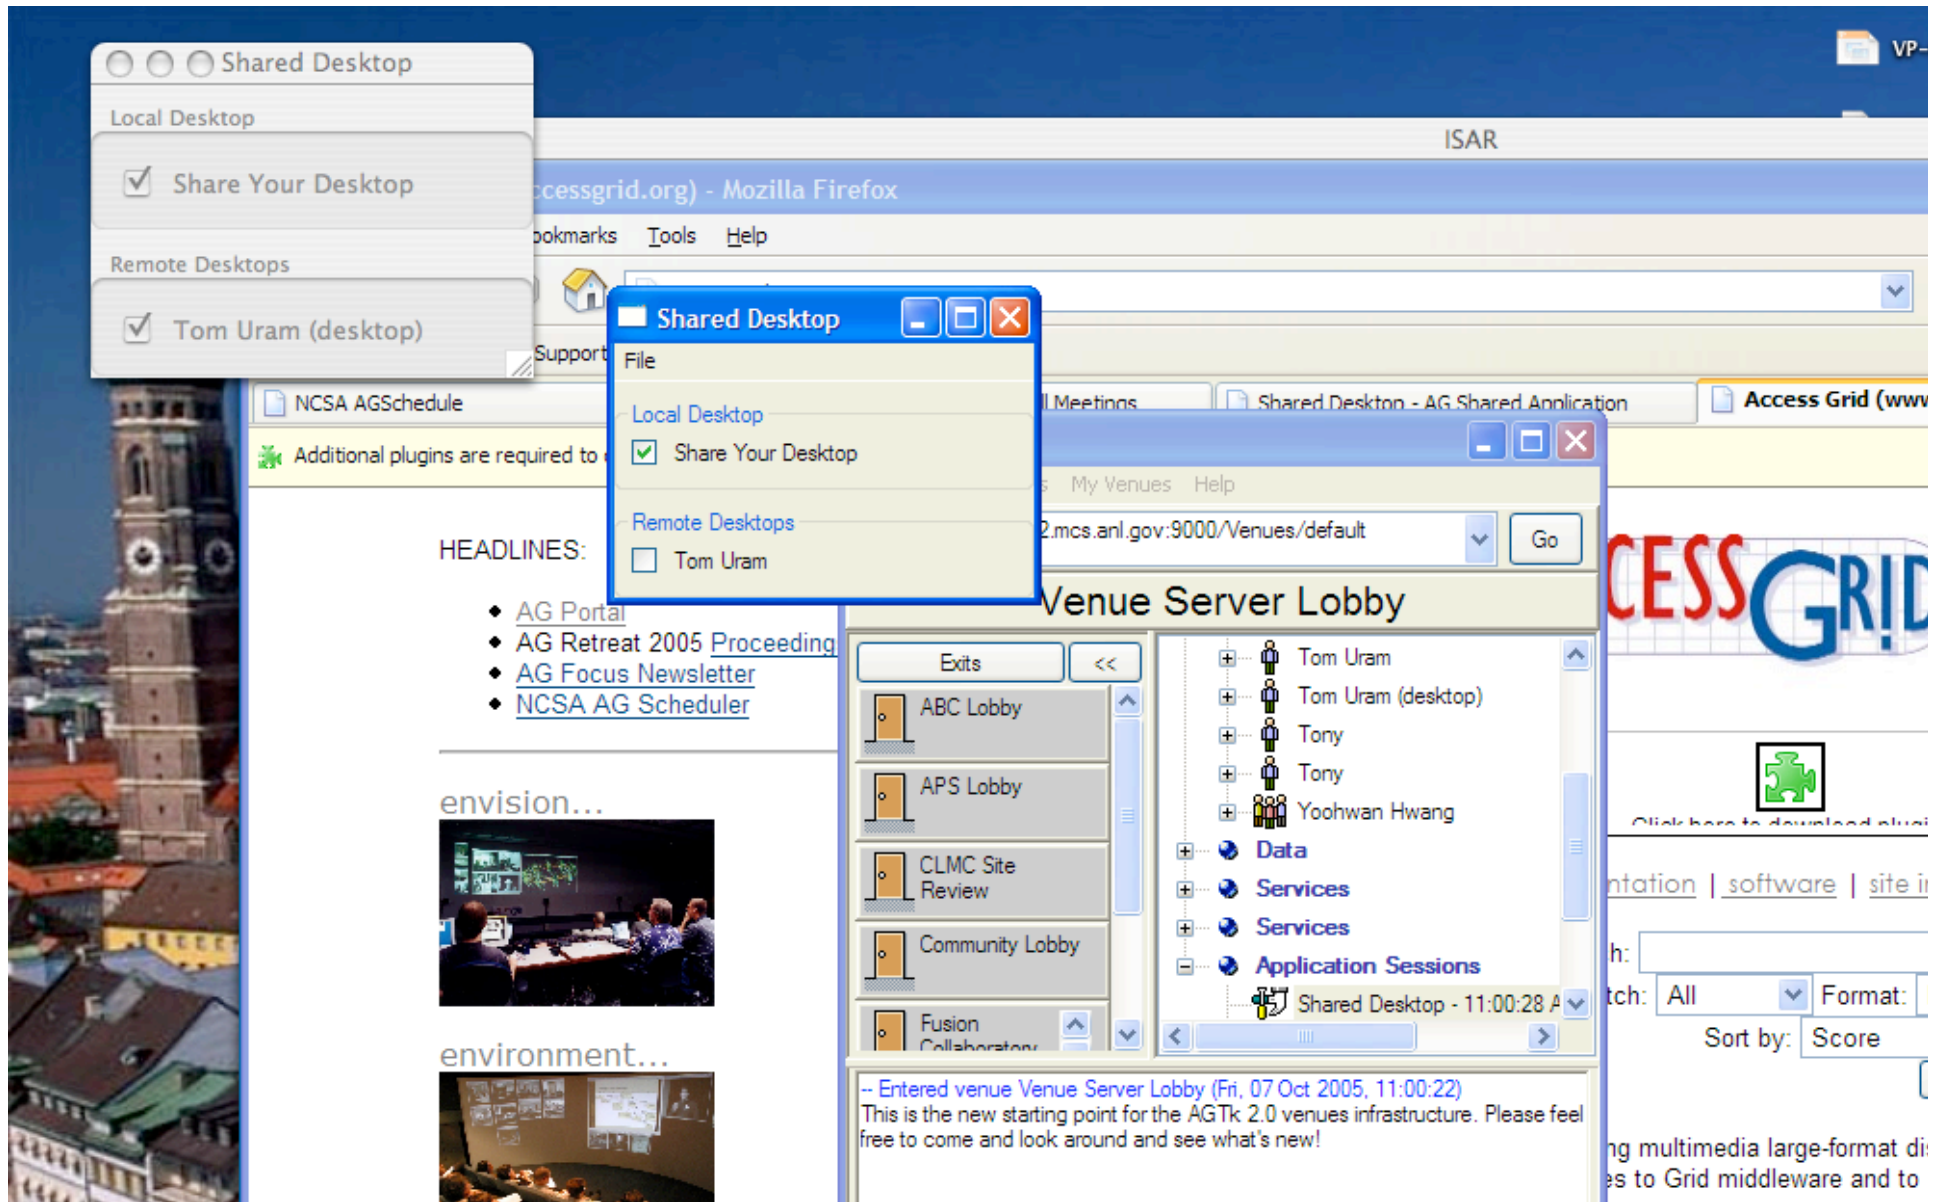 VP-
Shared Desktop
Local Desktop
Share Your Desktop
Remote Desktops
Tom Uram (desktop)
ISAR
ccessgrid.org) - Mozilla Firefox
ookmarks Tools Help
Support
Shared Desktop
File
Local Desktop
Share Your Desktop
Remote Desktops
Tom Uram
NCSA AGSchedule
Meetings
Shared Desktop - AG Shared Application
Access Grid (www
Additional plugins are required to
My Venues Help
2.mcs.anl.gov:9000/Venues/default
Go
Venue Server Lobby
HEADLINES:
AG Portal
AG Retreat 2005 Proceeding
AG Focus Newsletter
NCSA AG Scheduler
envision...
environment...
Exits <<
ABC Lobby
APS Lobby
CLMC Site
Review
Community Lobby
Fusion
Collaboratory
Tom Uram
Tom Uram (desktop)
Tony
Tony
Yoohwan Hwang
Data
Services
Services
Application Sessions
Shared Desktop - 11:00:28 A
-- Entered venue Venue Server Lobby (Fri, 07 Oct 2005, 11:00:22)
This is the new starting point for the AGTk 2.0 venues infrastructure. Please feel
free to come and look around and see what's new!
CESSGRID
Click here to download plugi
ntation | software | site i
h:
tch: All Format:
Sort by: Score
ng multimedia large-format di
es to Grid middleware and to